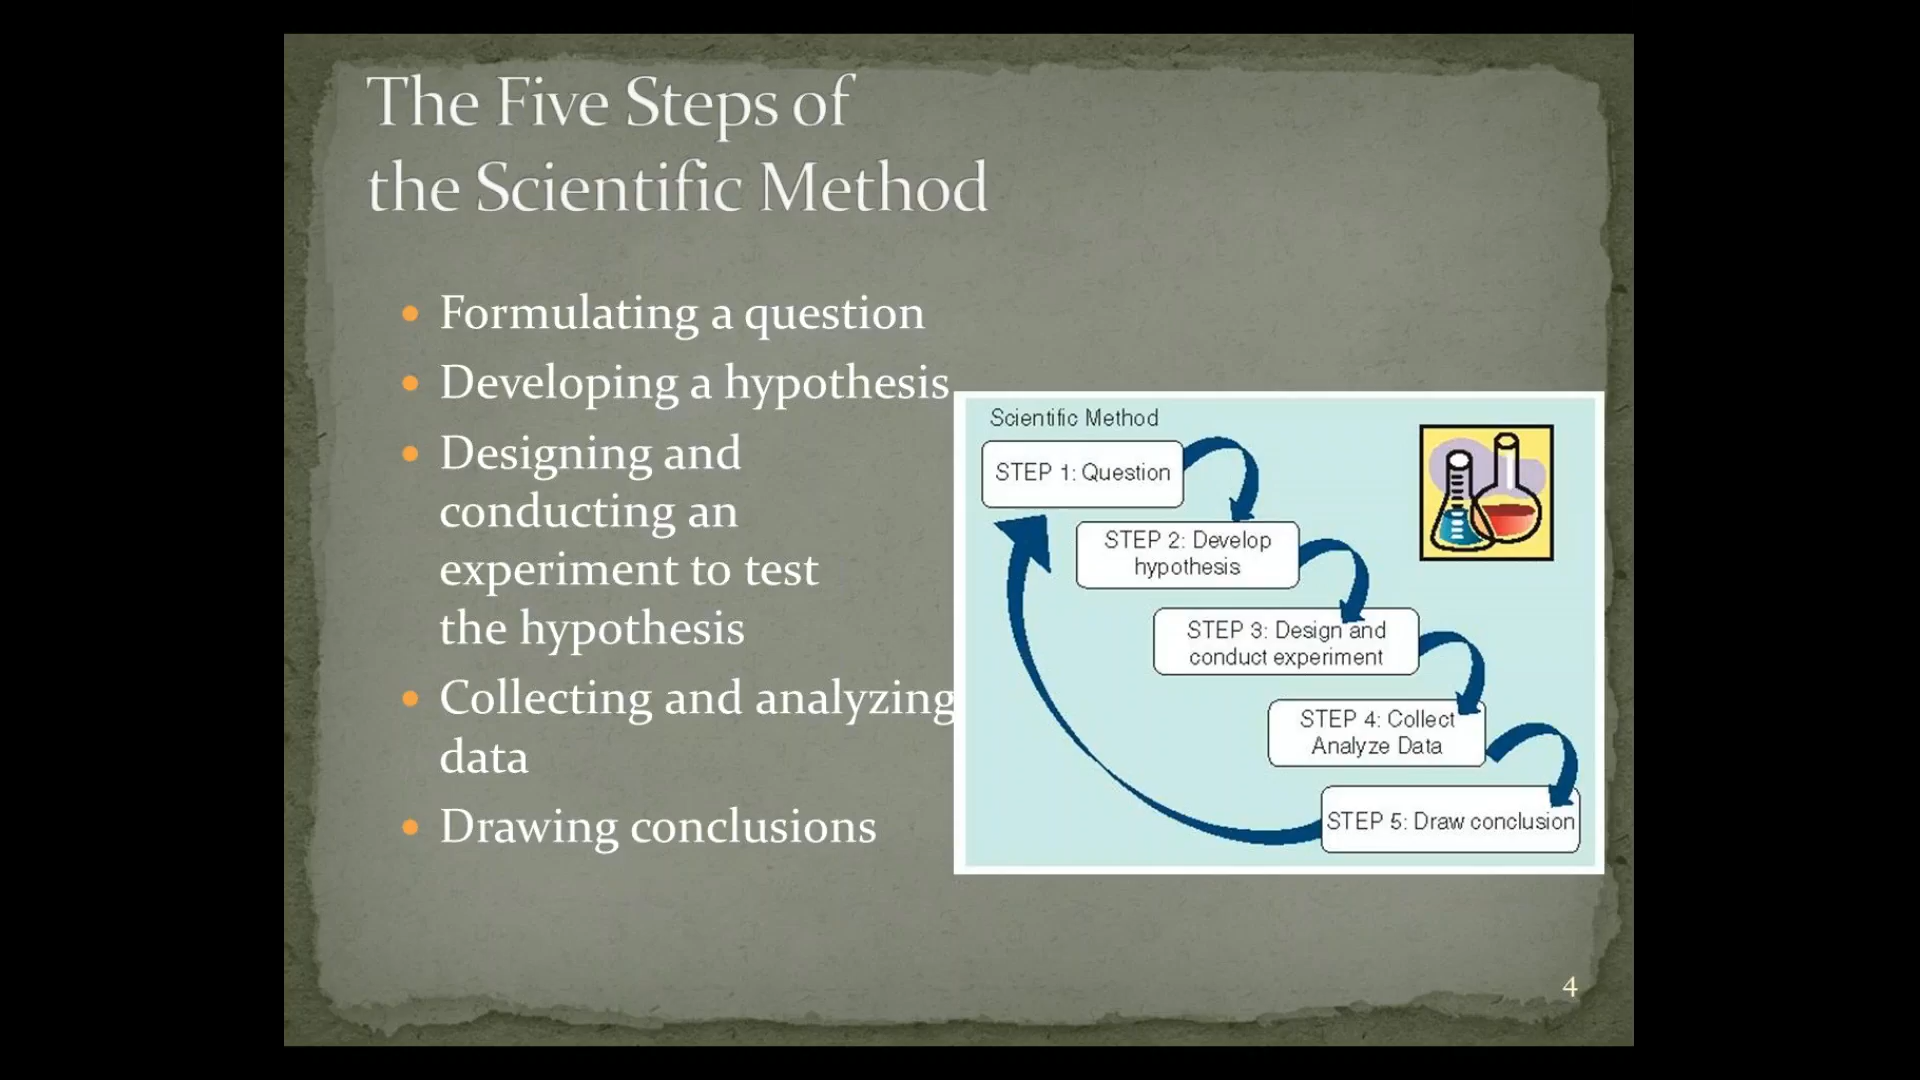 The Five Steps of
the Scientific Method
Formulating a question
Developing a hypothesis
Designing and
conducting an
experiment to test
the hypothesis
Collecting and analyzing
data
Drawing conclusions
Scientific Method
STEP 1: Question
STEP 2: Develop
hypothesis
STEP 3: Design and
conduct experiment
STEP 4: Collect
Analyze Data
STEP 5: Draw conclusion
4